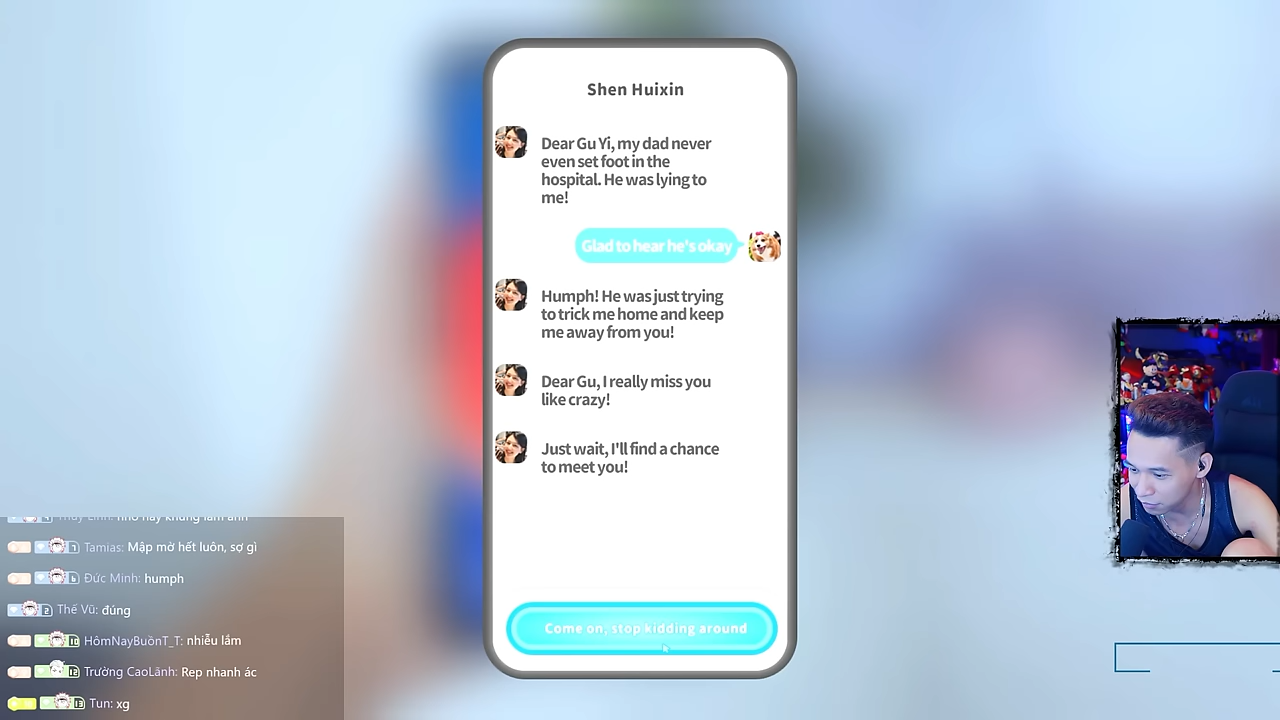 Shen Huixin
Dear Gu Yi, my dad never
even set foot in the
hospital. He was lying to
me!
Glad to hear he's okay
Humph! He was just trying
to trick me home and keep
me away from you!
Dear Gu, I really miss you
like crazy!
Just wait, I'll find a chance
to meet you!
Come on, stop kidding around
Tamias: Mập mờ hết luôn, sợ gì
Đức Minh: humph
Thế Vũ: đúng
HômNayBuồnT_T: nhiễu lắm
Trường CaoLãnh: Rep nhanh ác
Tun: xg